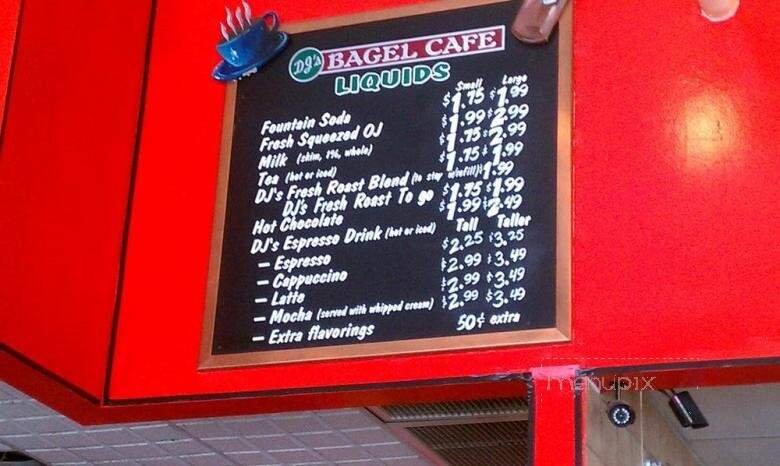 DJ's BAGEL CAFE
LIQUIDS
Small Large
Fountain Soda $1.75 $1.99
Fresh Squeezed OJ $1.99 $2.99
Milk (skim, 1%, whole) $1.75 $2.99
Tea (hot or iced) $1.75 $1.99
DJ's Fresh Roast Blend (to stay w/refill) $1.99
DJ's Fresh Roast To go $1.75 $1.99
Hot Chocolate $1.99 $2.49
DJ's Espresso Drink (hot or iced) Tall Taller
– Espresso $2.25 $3.25
– Cappuccino $2.99 $3.49
– Latte $2.99 $3.49
– Mocha (served with whipped cream) $2.99 $3.49
– Extra flavorings 50¢ extra
menupix